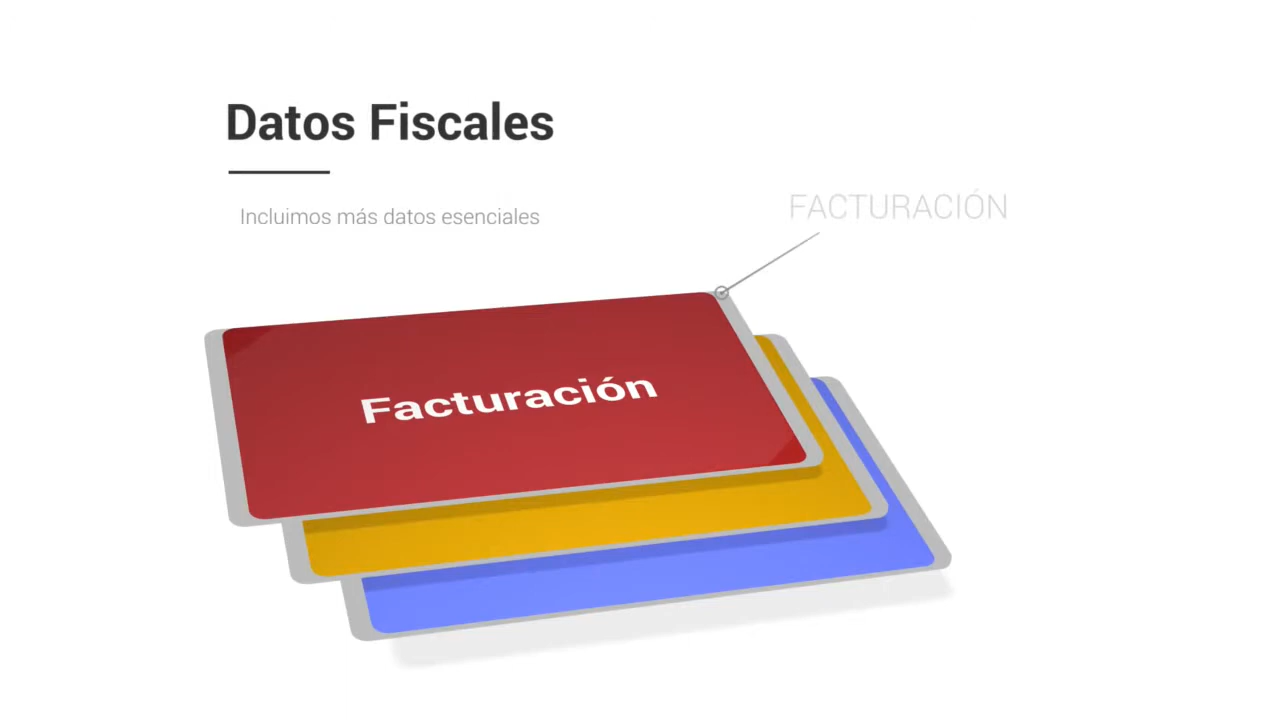 Datos Fiscales
Incluimos más datos esenciales
FACTURACIÓN
Facturación